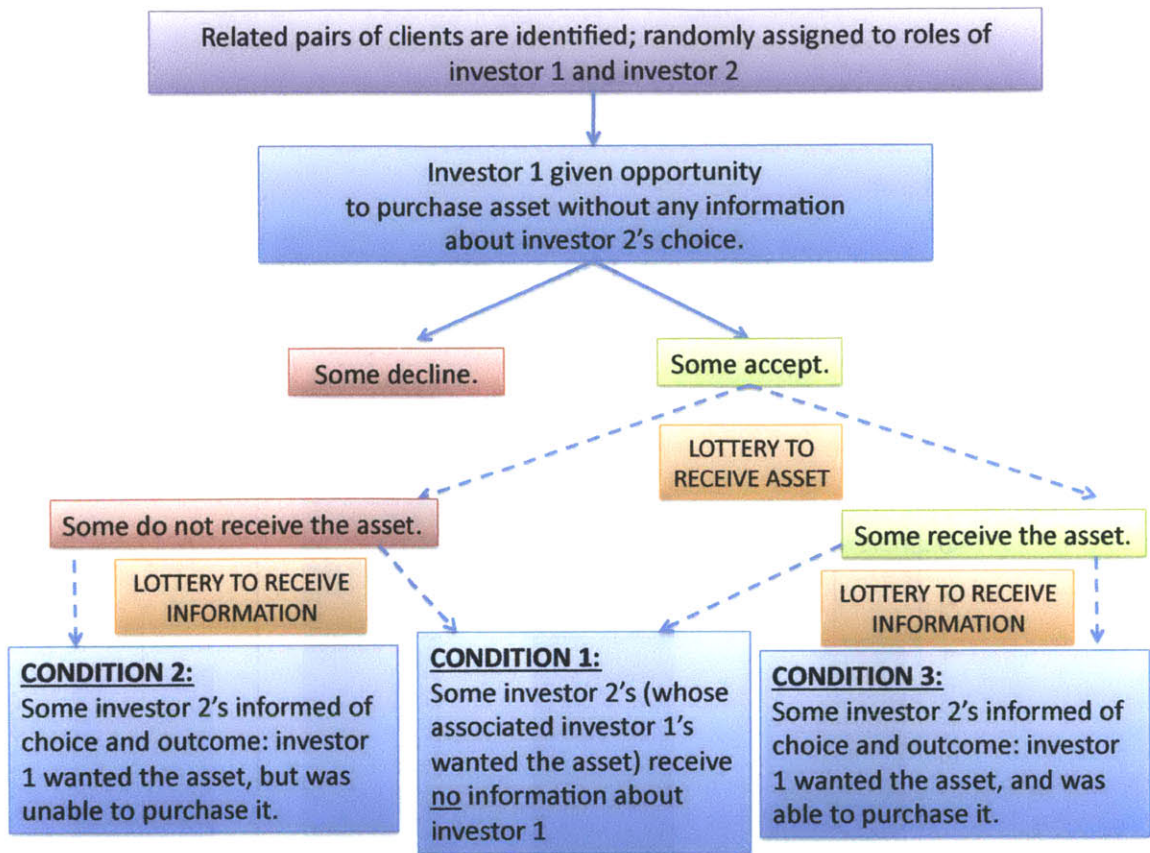 Related pairs of clients are identified; randomly assigned to roles of
investor 1 and investor 2
Investor 1 given opportunity
to purchase asset without any information
about investor 2's choice.
Some decline.
Some accept.
LOTTERY TO
RECEIVE ASSET
Some do not receive the asset.
Some receive the asset.
LOTTERY TO RECEIVE
INFORMATION
LOTTERY TO RECEIVE
INFORMATION
CONDITION 2:
Some investor 2's informed of
choice and outcome: investor
1 wanted the asset, but was
unable to purchase it.
CONDITION 1:
Some investor 2's (whose
associated investor 1's
wanted the asset) receive
no information about
investor 1
CONDITION 3:
Some investor 2's informed of
choice and outcome: investor
1 wanted the asset, and was
able to purchase it.